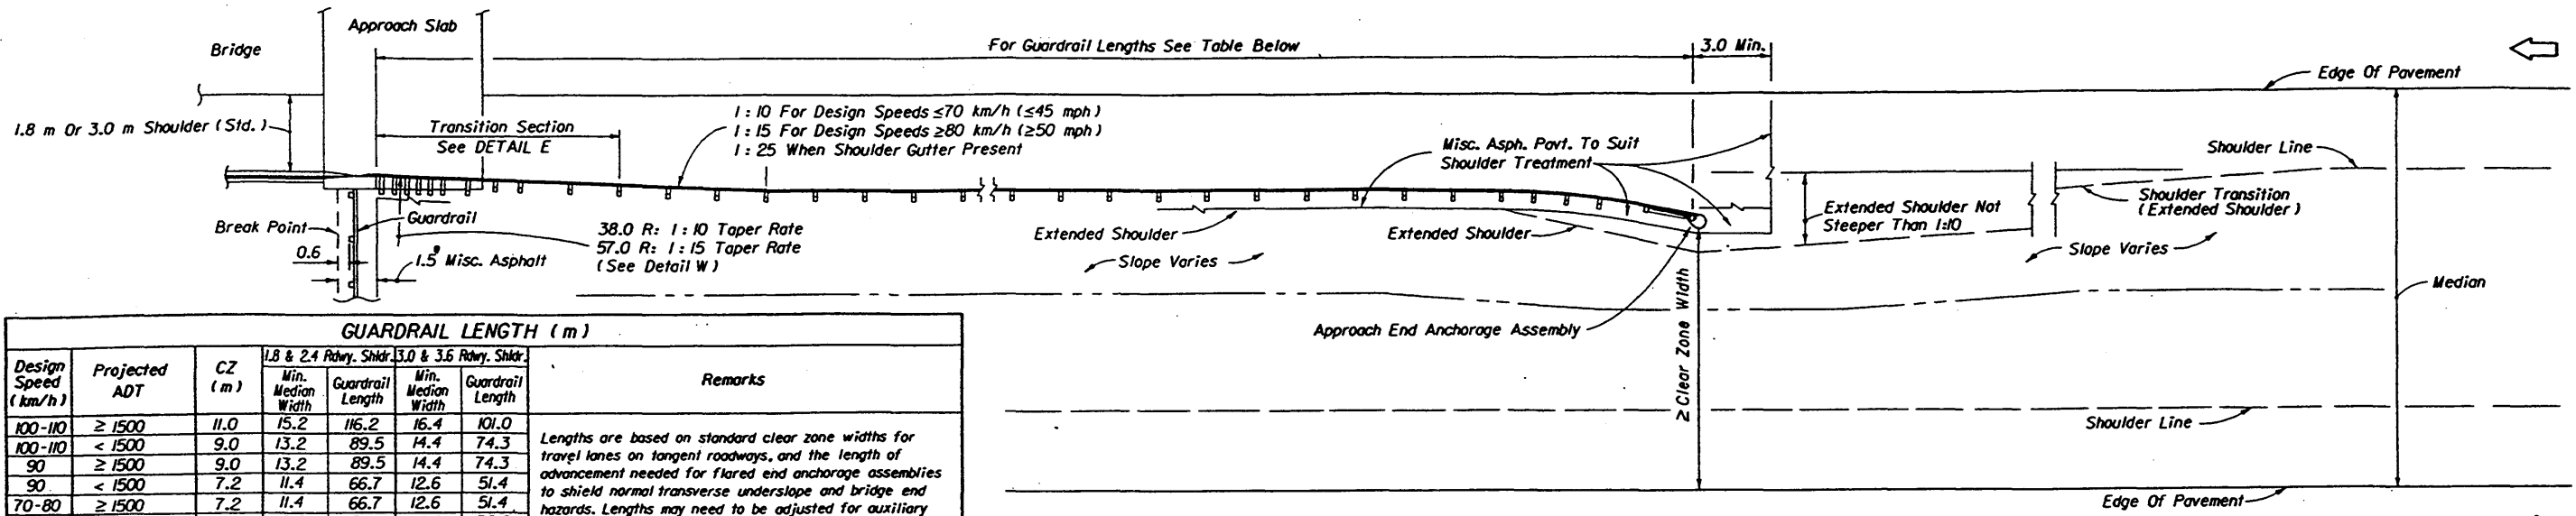 Approach Slab
Bridge
For Guardrail Lengths See Table Below
3.0 Min.
Edge Of Pavement
1.8 m Or 3.0 m Shoulder (Std.)
Transition Section
See DETAIL E
1 : 10 For Design Speeds ≤70 km/h (≤45 mph)
1 : 15 For Design Speeds ≥80 km/h (≥50 mph)
1 : 25 When Shoulder Gutter Present
Misc. Asph. Pavt. To Suit
Shoulder Treatment
Shoulder Line
Shoulder Transition
(Extended Shoulder)
Extended Shoulder Not
Steeper Than 1:10
Break Point
Guardrail
0.6
1.5 Misc. Asphalt
38.0 R: 1 : 10 Taper Rate
57.0 R: 1 : 15 Taper Rate
(See Detail W)
Extended Shoulder
Extended Shoulder
Slope Varies
Slope Varies
Median
≥ Clear Zone Width
Approach End Anchorage Assembly
Shoulder Line
Edge Of Pavement
GUARDRAIL LENGTH (m)
Design Speed (km/h) Projected ADT CZ (m) 1.8 & 2.4 Rdwy. Shldr. 3.0 & 3.6 Rdwy. Shldr. Remarks
Min. Median Width Guardrail Length Min. Median Width Guardrail Length
100-110 ≥ 1500 11.0 15.2 116.2 16.4 101.0
100-110 < 1500 9.0 13.2 89.5 14.4 74.3
90 ≥ 1500 9.0 13.2 89.5 14.4 74.3
90 < 1500 7.2 11.4 66.7 12.6 51.4
70-80 ≥ 1500 7.2 11.4 66.7 12.6 51.4
Lengths are based on standard clear zone widths for
travel lanes on tangent roadways, and the length of
advancement needed for flared end anchorage assemblies
to shield normal transverse underslope and bridge end
hazards. Lengths may need to be adjusted for auxiliary